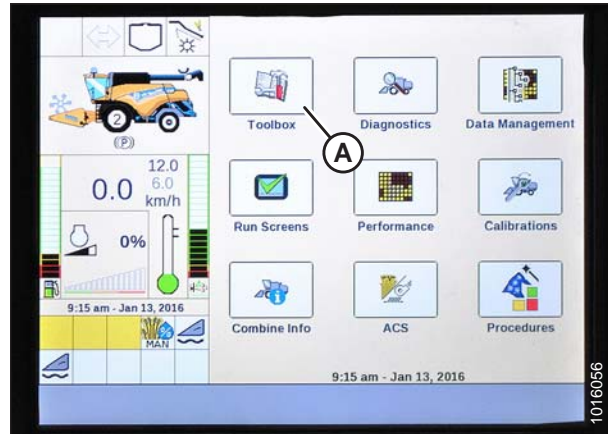 2
(P)
12.0
6.0
0.0
km/h
0%
9:15 am - Jan 13, 2016
MAN
Toolbox
Diagnostics
Data Management
A
Run Screens
Performance
Calibrations
Combine Info
ACS
Procedures
9:15 am - Jan 13, 2016
1016056